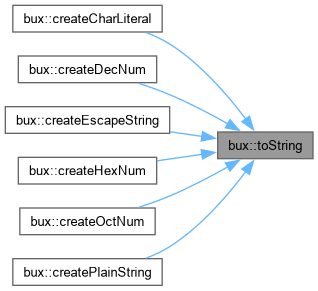 bux::createCharLiteral
bux::createDecNum
bux::createEscapeString
bux::toString
bux::createHexNum
bux::createOctNum
bux::createPlainString